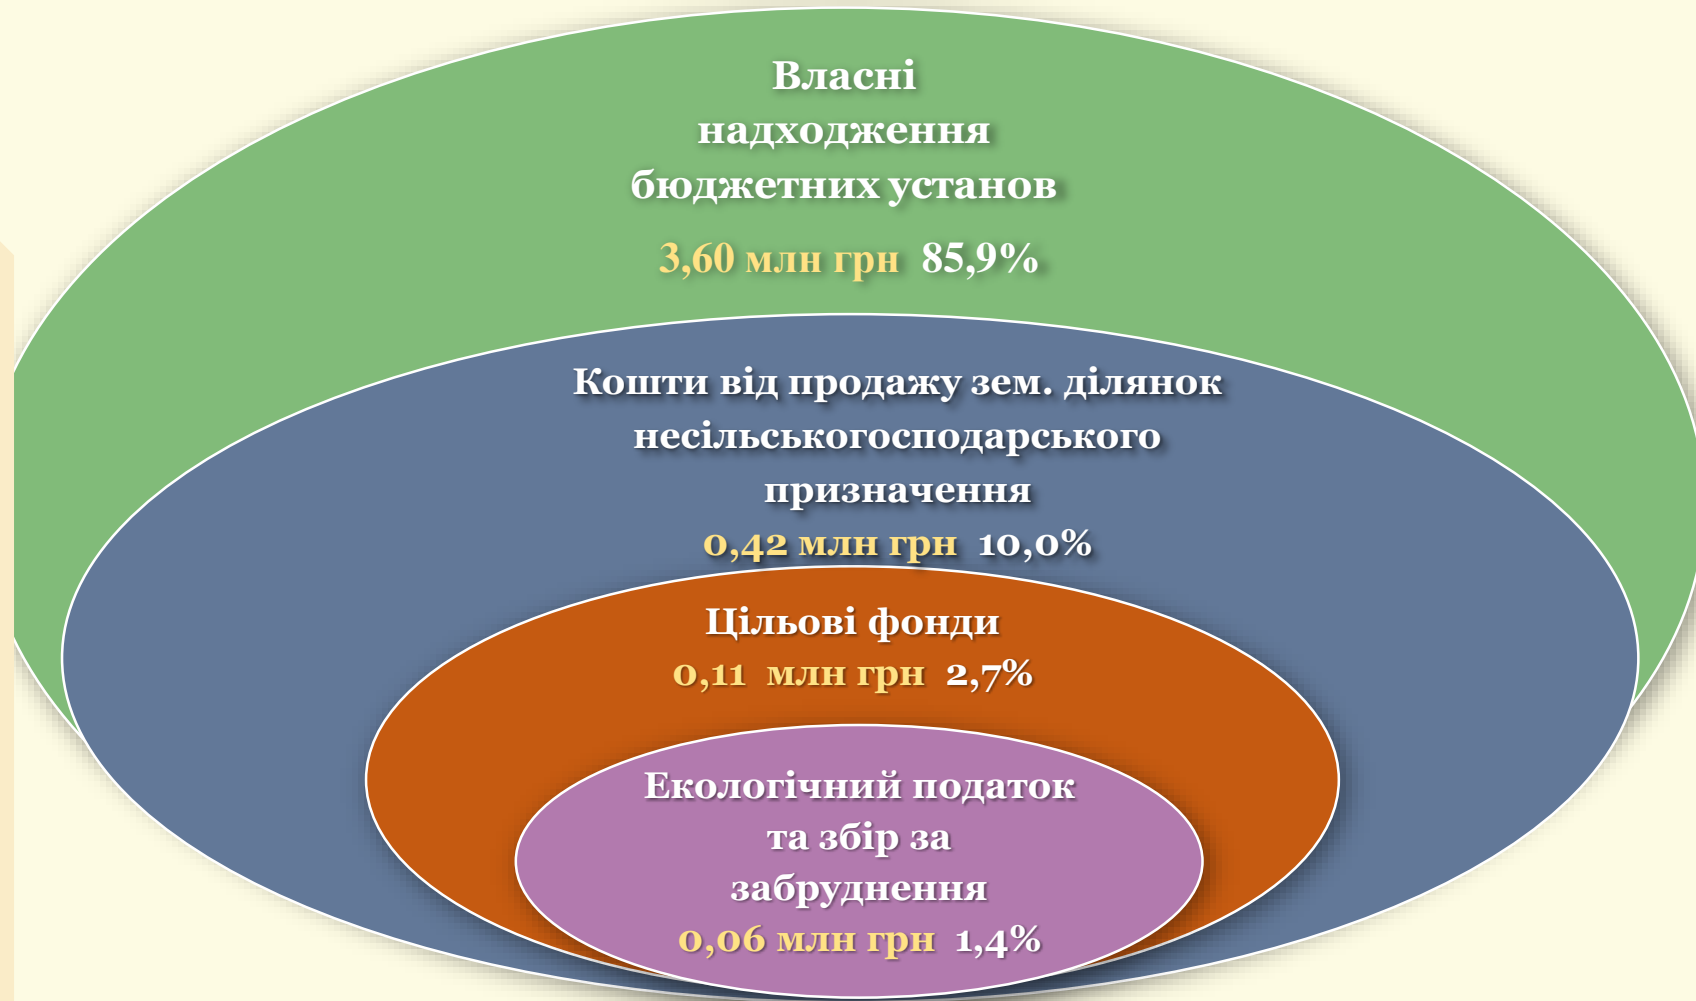 Власні
надходження
бюджетних установ
3,60 млн грн 85,9%
Кошти від продажу зем. ділянок
несільськогосподарського
призначення
0,42 млн грн 10,0%
Цільові фонди
0,11 млн грн 2,7%
Екологічний податок
та збір за
забруднення
0,06 млн грн 1,4%